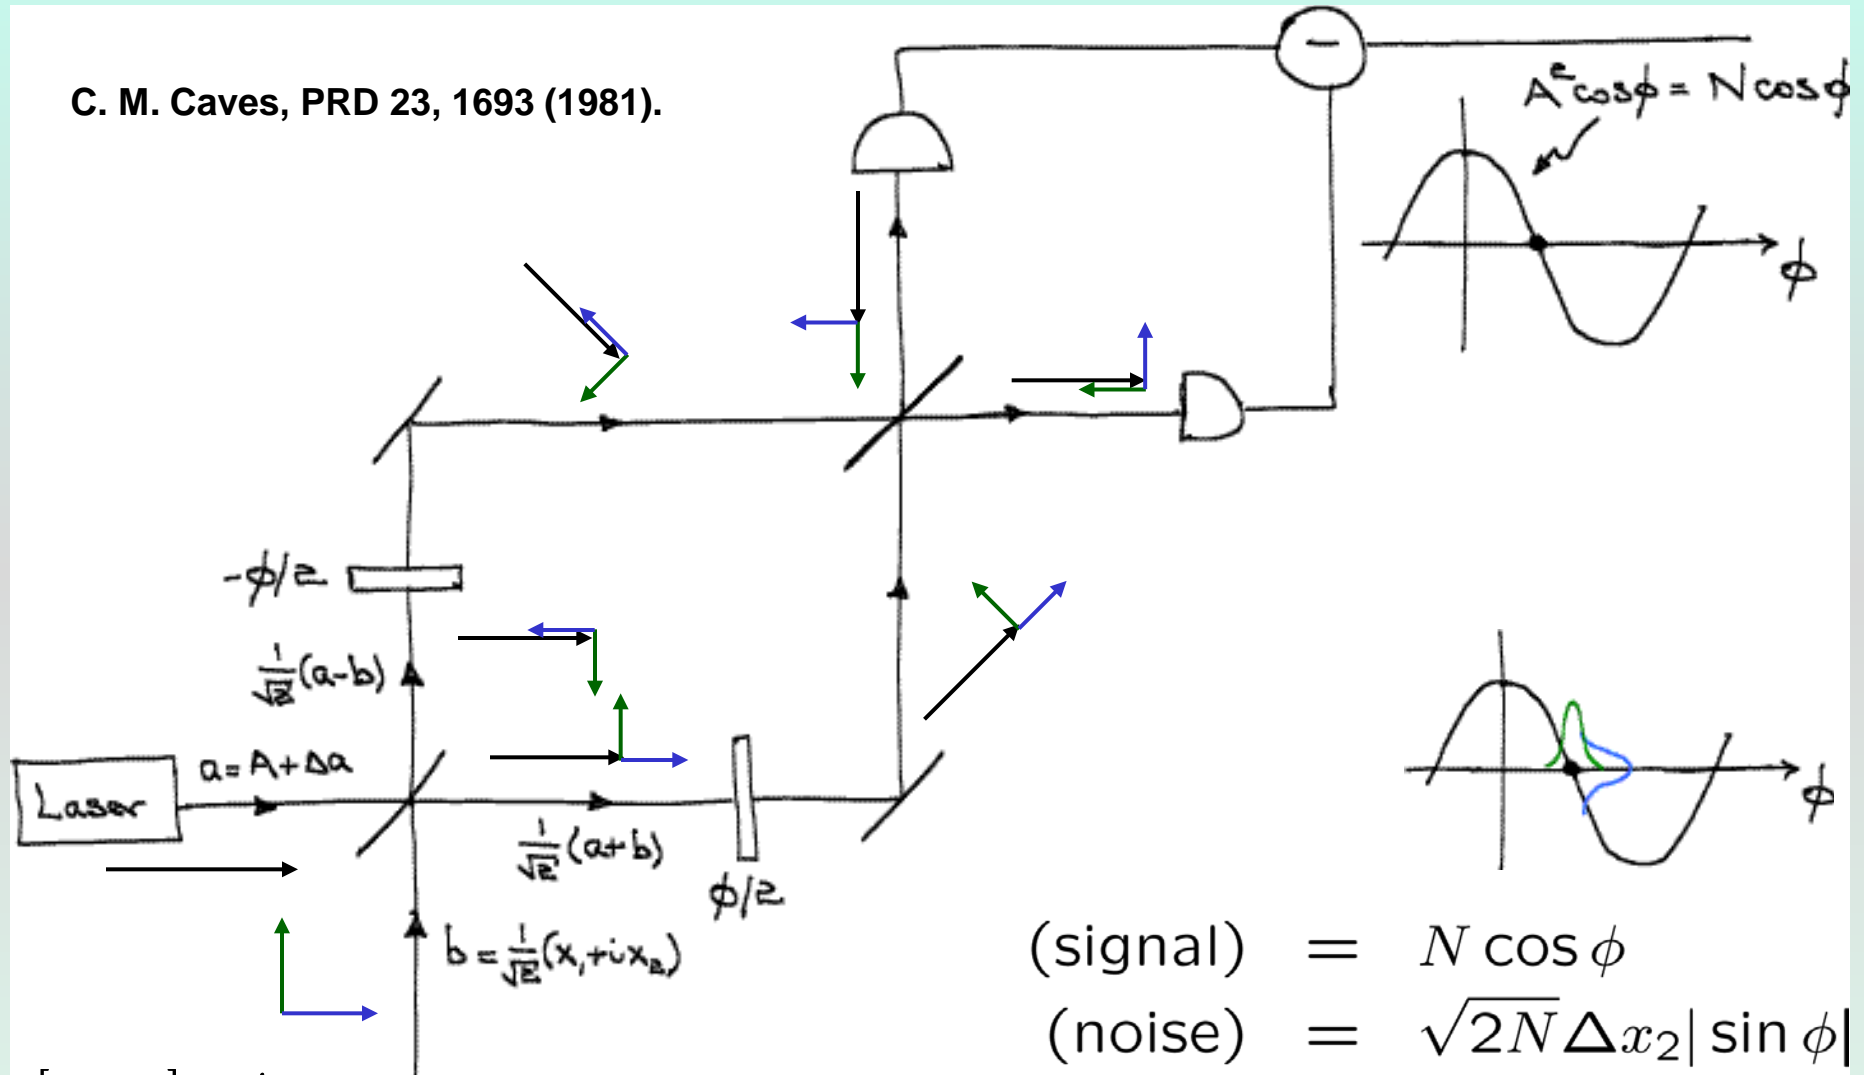 C. M. Caves, PRD 23, 1693 (1981).
−
A²cosϕ = N cosϕ
ϕ
-ϕ/2
1/√2 (a-b)
a = A+Δa
Laser
1/√2 (a+b)
ϕ/2
ϕ
b = 1/√2 (x₁+ix₂)
(signal) = N cos ϕ
(noise) = √2N Δx₂| sin ϕ|